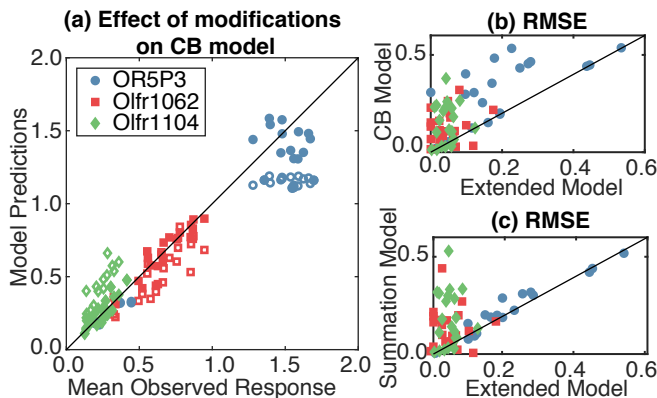 (a) Effect of modifications
on CB model
2.0
1.5
1.0
0.5
0.0
0.0 0.5 1.0 1.5 2.0
Model Predictions
Mean Observed Response
OR5P3
Olfr1062
Olfr1104
(b) RMSE
CB Model
0.5
0.0
0.0 0.2 0.4 0.6
Extended Model
(c) RMSE
Summation Model
0.5
0.0
0.0 0.2 0.4 0.6
Extended Model